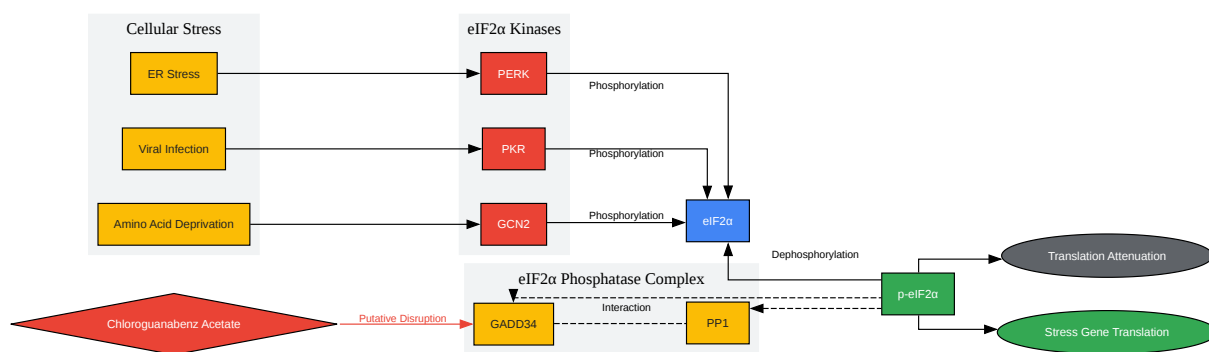 Cellular Stress
eIF2α Kinases
ER Stress
PERK
Phosphorylation
Viral Infection
PKR
Phosphorylation
Amino Acid Deprivation
GCN2
Phosphorylation
eIF2α
Dephosphorylation
Translation Attenuation
eIF2α Phosphatase Complex
p-eIF2α
Interaction
Chloroguanabenz Acetate
Putative Disruption
GADD34
PP1
Stress Gene Translation